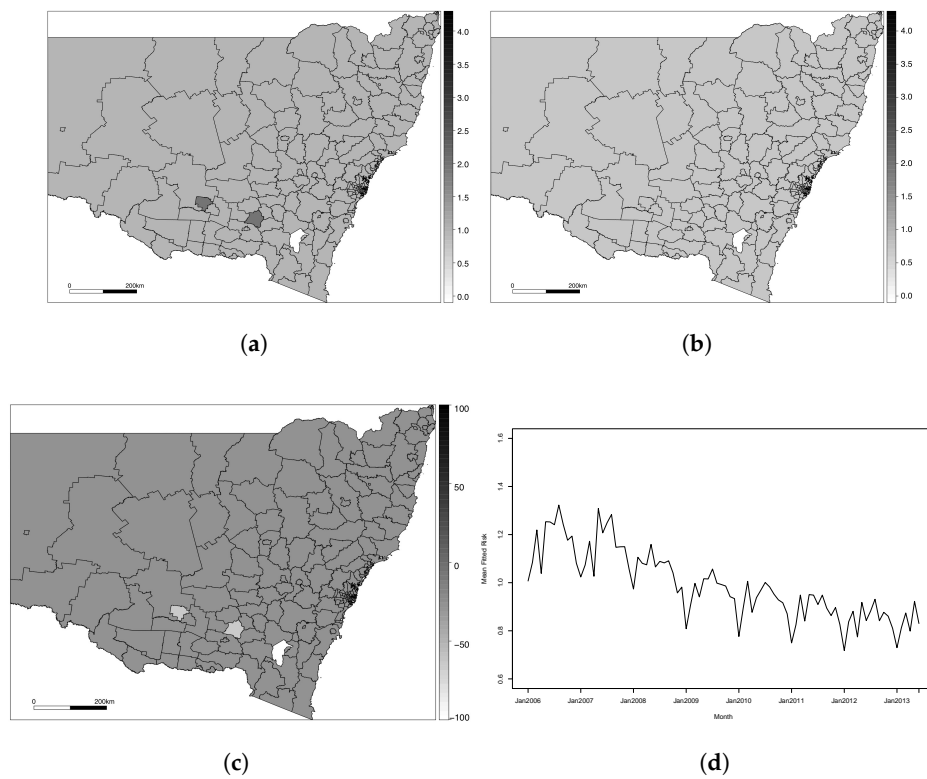 4.0
3.5
3.0
2.5
2.0
1.5
1.0
0.5
0.0
0 200km
(a)
4.0
3.5
3.0
2.5
2.0
1.5
1.0
0.5
0.0
0 200km
(b)
100
50
0
−50
−100
0 200km
(c)
1.6
1.4
1.2
1.0
0.8
0.6
Mean Fitted Risk
Jan2006 Jan2007 Jan2008 Jan2009 Jan2010 Jan2011 Jan2012 Jan2013
Month
(d)